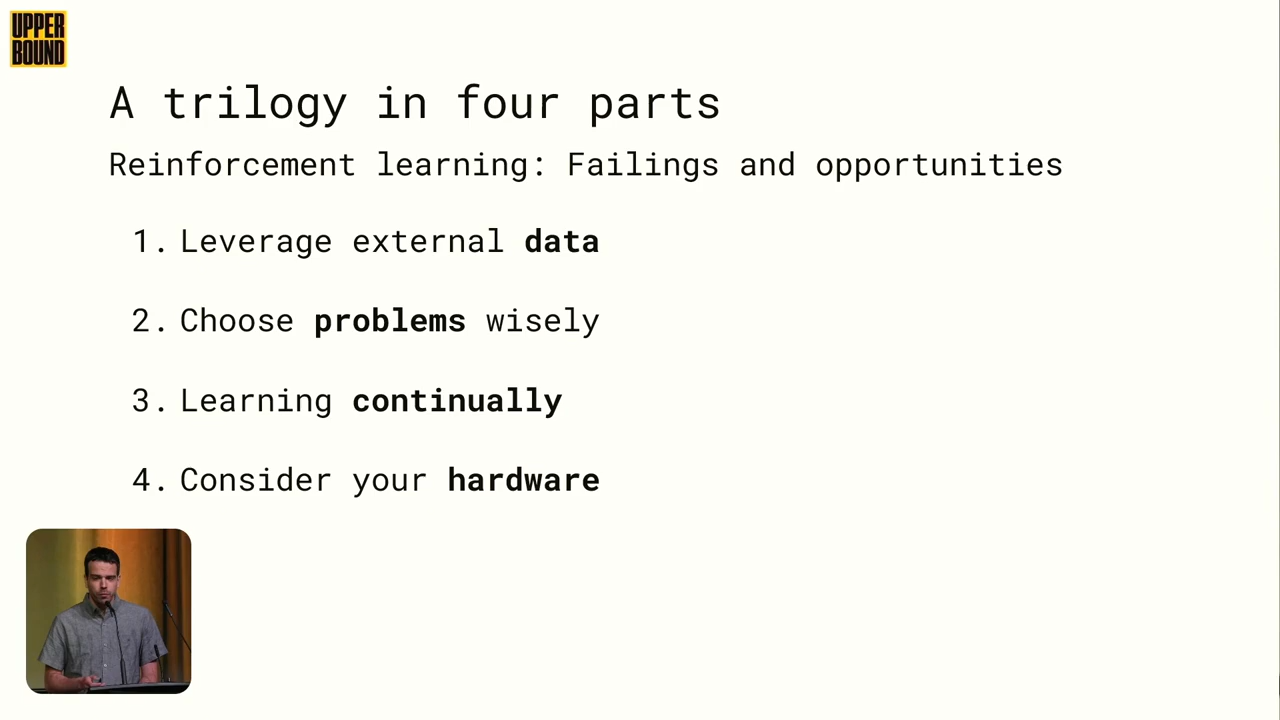 UPPER
BOUND
A trilogy in four parts
Reinforcement learning: Failings and opportunities
1. Leverage external data
2. Choose problems wisely
3. Learning continually
4. Consider your hardware